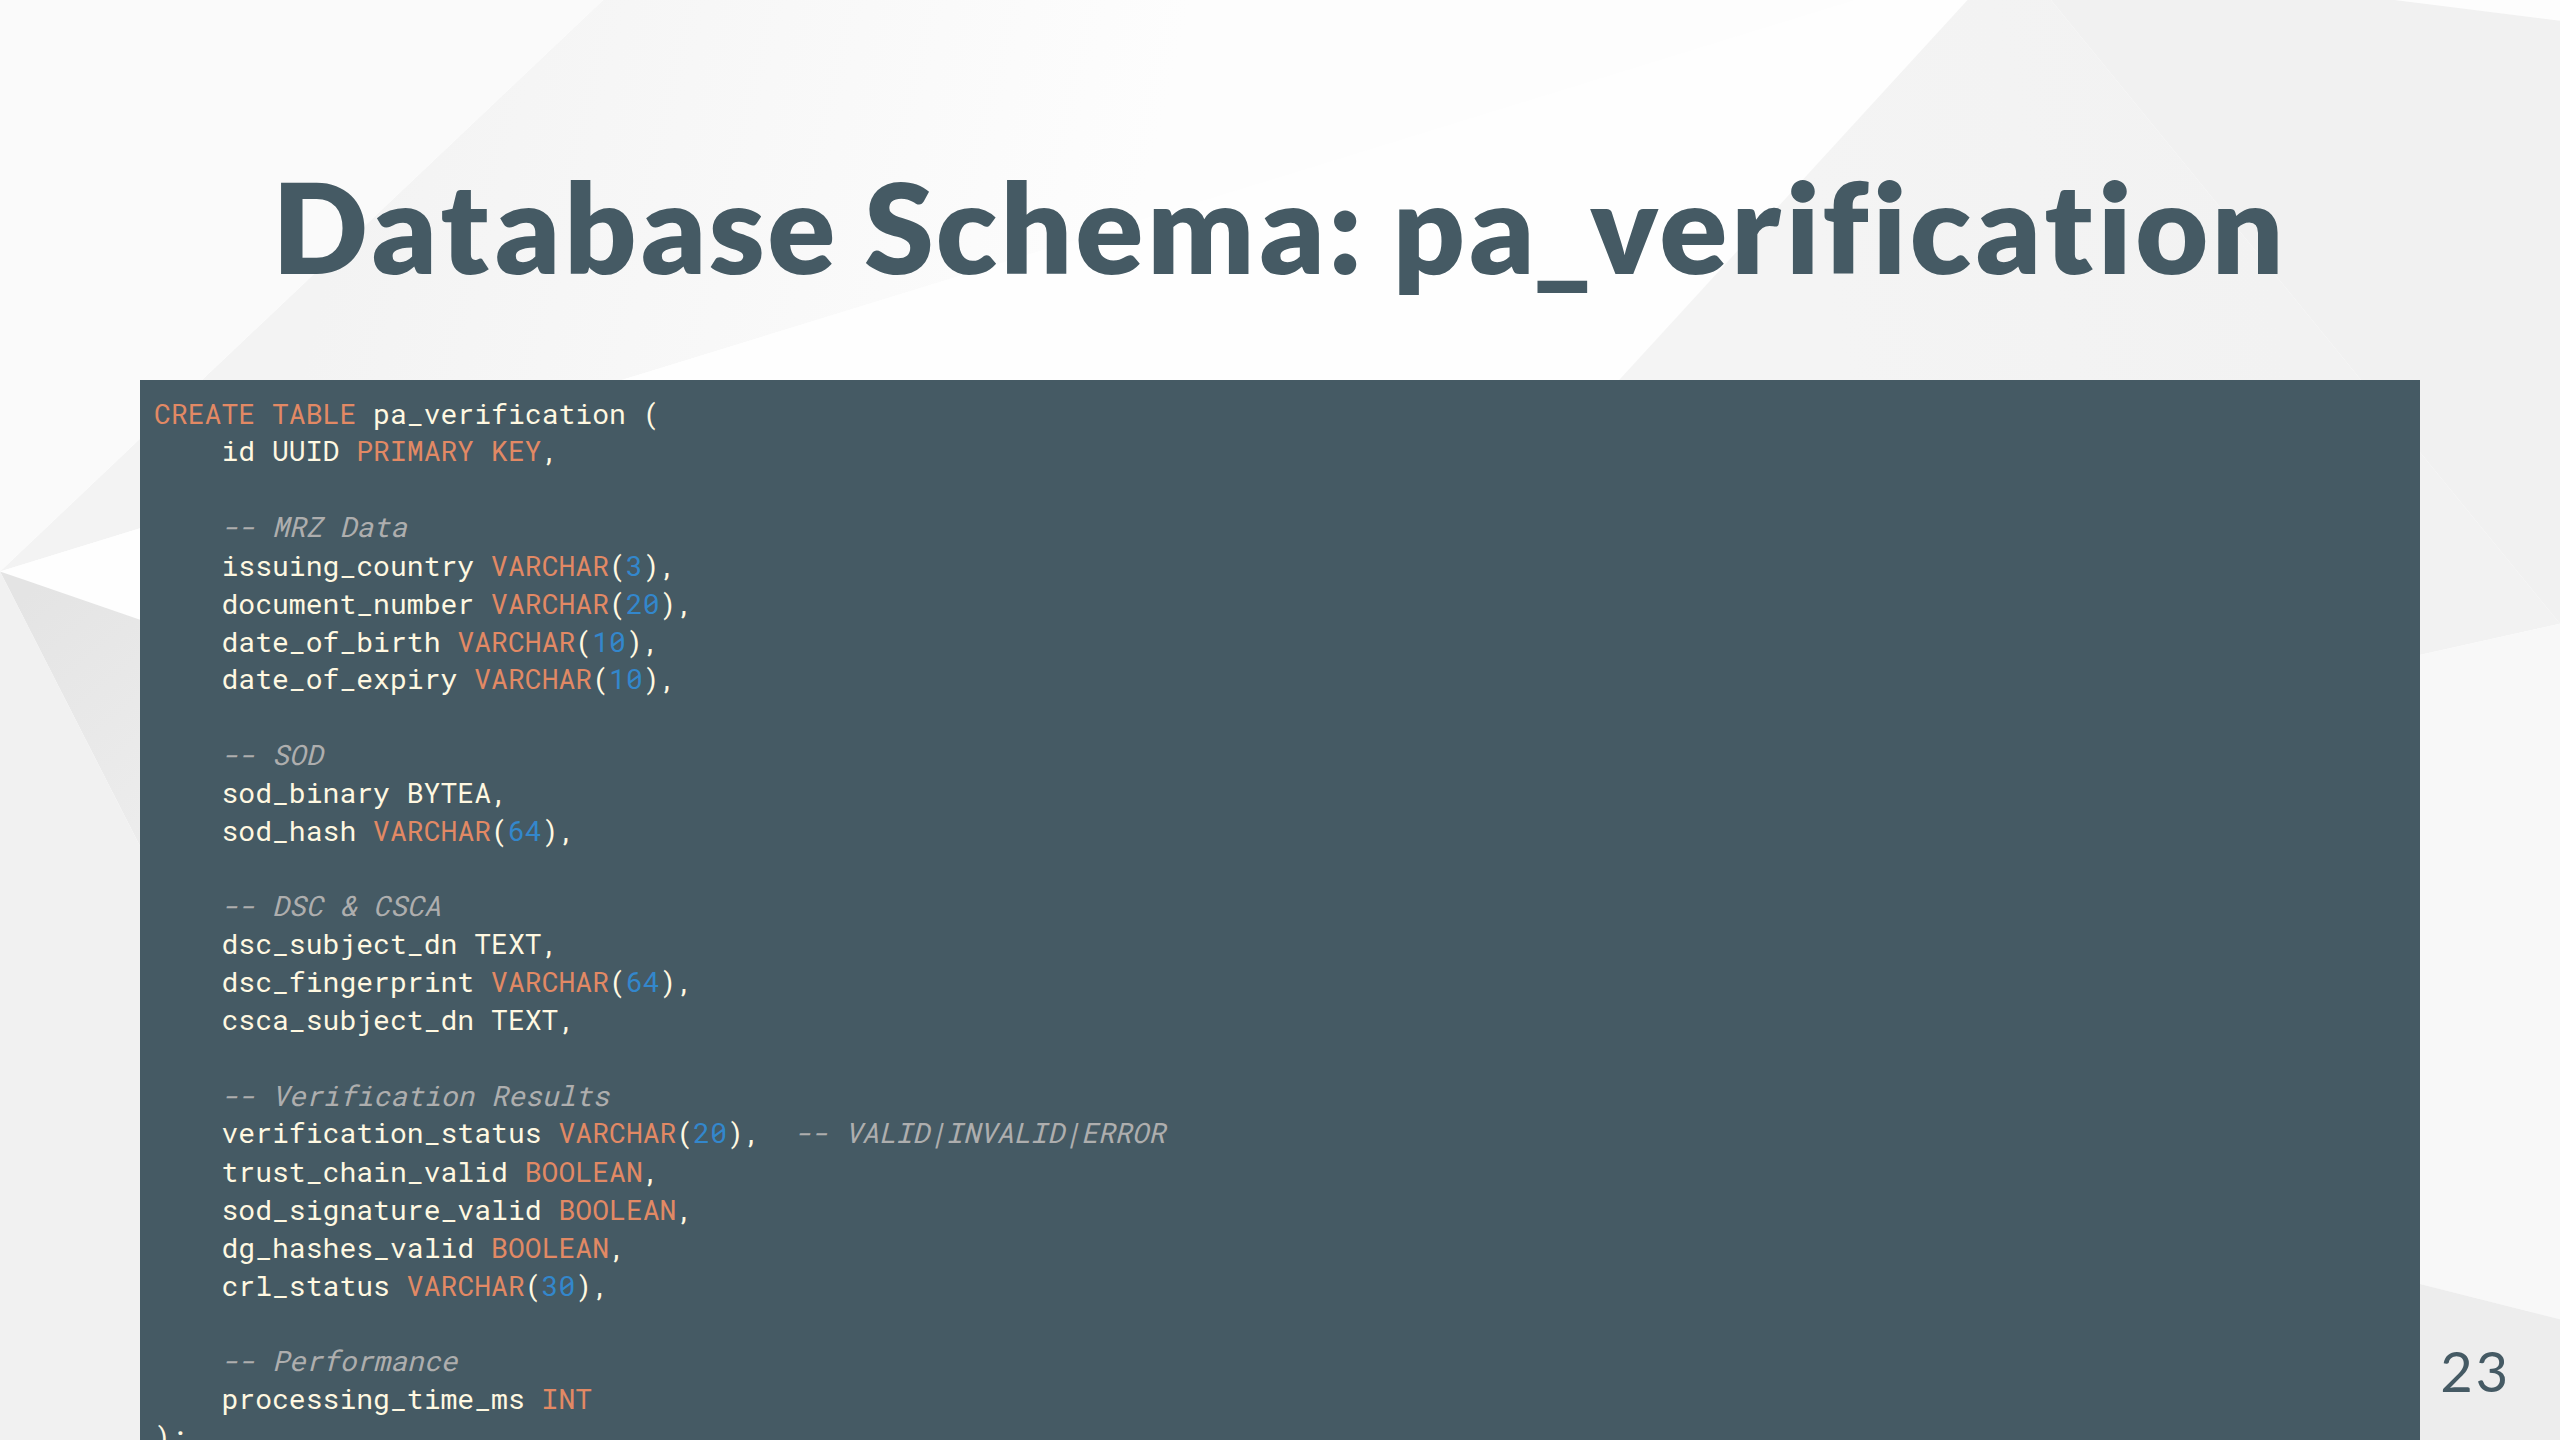 Database Schema: pa_verification
CREATE TABLE pa_verification (
    id UUID PRIMARY KEY,
    -- MRZ Data
    issuing_country VARCHAR(3),
    document_number VARCHAR(20),
    date_of_birth VARCHAR(10),
    date_of_expiry VARCHAR(10),
    -- SOD
    sod_binary BYTEA,
    sod_hash VARCHAR(64),
    -- DSC & CSCA
    dsc_subject_dn TEXT,
    dsc_fingerprint VARCHAR(64),
    csca_subject_dn TEXT,
    -- Verification Results
    verification_status VARCHAR(20),  -- VALID|INVALID|ERROR
    trust_chain_valid BOOLEAN,
    sod_signature_valid BOOLEAN,
    dg_hashes_valid BOOLEAN,
    crl_status VARCHAR(30),
    -- Performance
    processing_time_ms INT
);
23